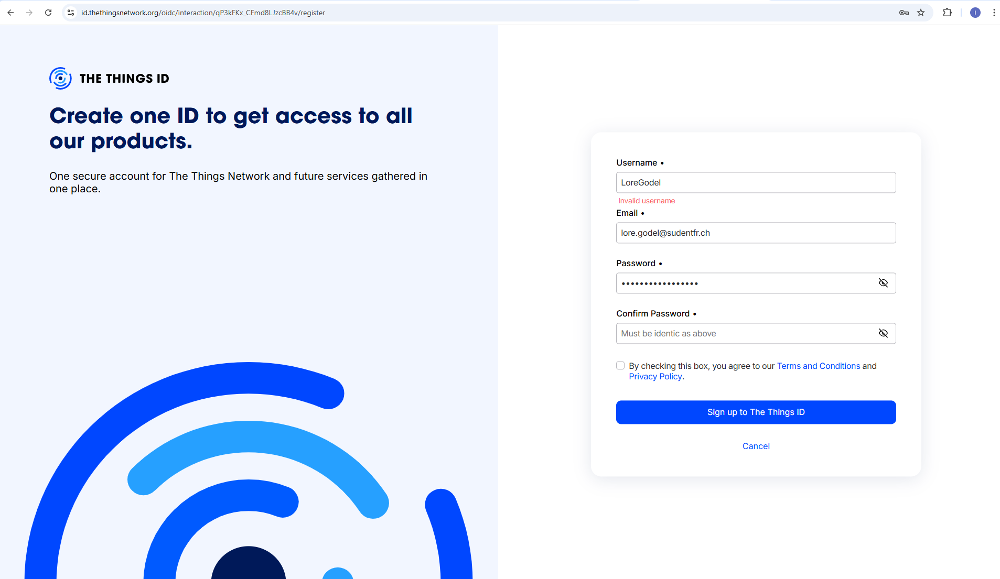 id.thethingsnetwork.org/oidc/interaction/qP3kFKx_CFmd8LJzcBB4v/register
I
THE THINGS ID
Create one ID to get access to all
our products.
One secure account for The Things Network and future services gathered in
one place.
Username •
LoreGodel
Invalid username
Email •
lore.godel@sudentfr.ch
Password •
•••••••••••••••••
Confirm Password •
Must be identic as above
By checking this box, you agree to our Terms and Conditions and
Privacy Policy.
Sign up to The Things ID
Cancel